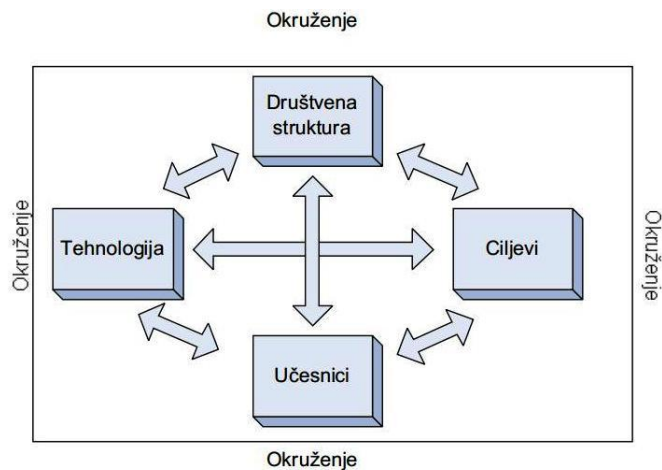 Okruženje
Društvena
struktura
Okruženje
Tehnologija
Ciljevi
Okruženje
Učesnici
Okruženje